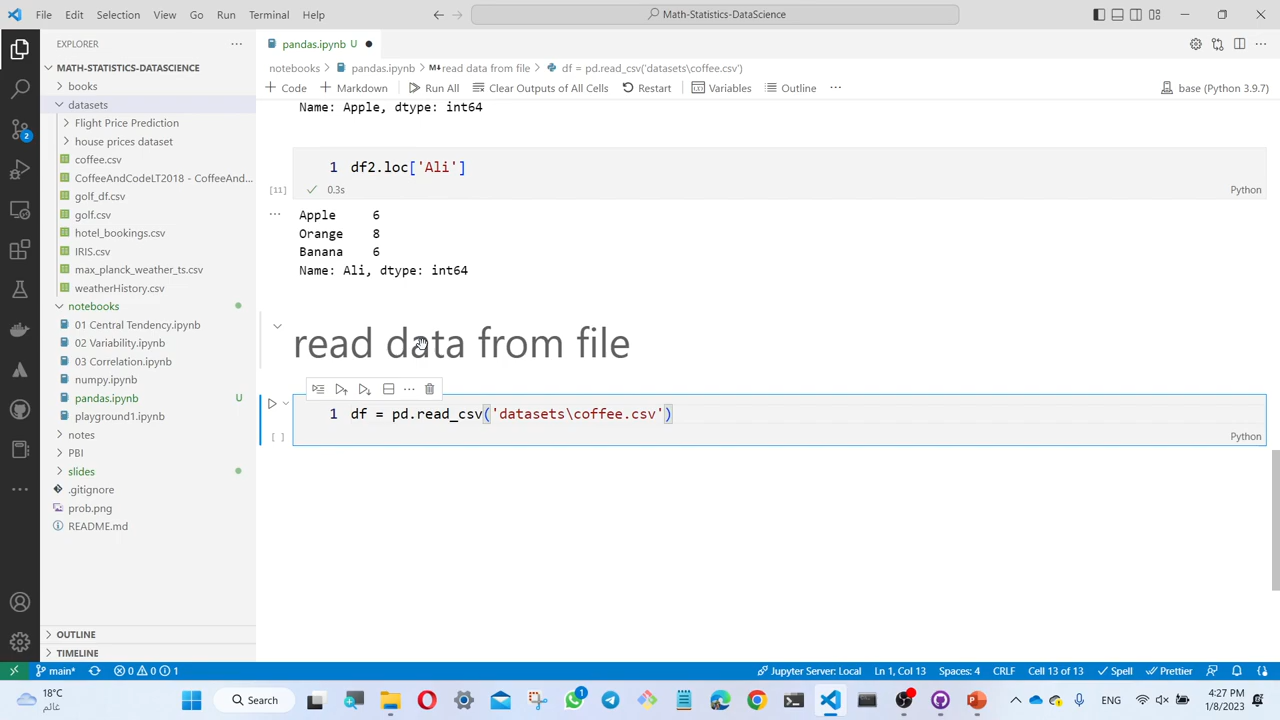 File Edit Selection View Go Run Terminal Help
Math-Statistics-DataScience
EXPLORER
pandas.ipynb U
MATH-STATISTICS-DATASCIENCE
notebooks > pandas.ipynb > M↓ read data from file > df = pd.read_csv('datasets\coffee.csv')
books
+ Code + Markdown Run All Clear Outputs of All Cells Restart Variables Outline ... base (Python 3.9.7)
datasets
Name: Apple, dtype: int64
Flight Price Prediction
house prices dataset
coffee.csv
CoffeeAndCodeLT2018 - CoffeeAnd...
golf_df.csv
golf.csv
hotel_bookings.csv
IRIS.csv
max_planck_weather_ts.csv
weatherHistory.csv
notebooks
01 Central Tendency.ipynb
02 Variability.ipynb
03 Correlation.ipynb
numpy.ipynb
pandas.ipynb U
playground1.ipynb
notes
PBI
slides
.gitignore
prob.png
README.md
OUTLINE
TIMELINE
1 df2.loc['Ali']
[11] 0.3s Python
Apple 6
Orange 8
Banana 6
Name: Ali, dtype: int64
read data from file
1 df = pd.read_csv('datasets\coffee.csv')
[ ] Python
main* 0 0 1 Jupyter Server: Local Ln 1, Col 13 Spaces: 4 CRLF Cell 13 of 13 Spell Prettier
2
18°C
غائم
Search
1
ENG
4:27 PM
1/8/2023